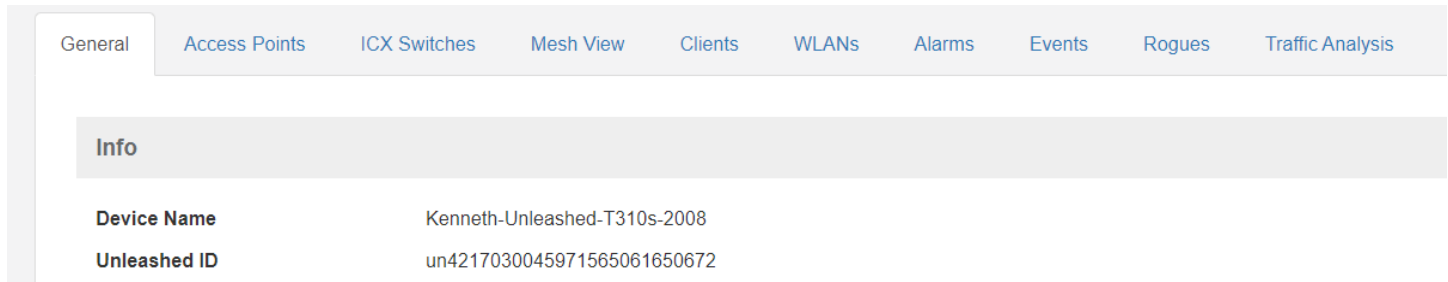 General Access Points ICX Switches Mesh View Clients WLANs Alarms Events Rogues Traffic Analysis
Info
Device Name Kenneth-Unleashed-T310s-2008
Unleashed ID un4217030045971565061650672